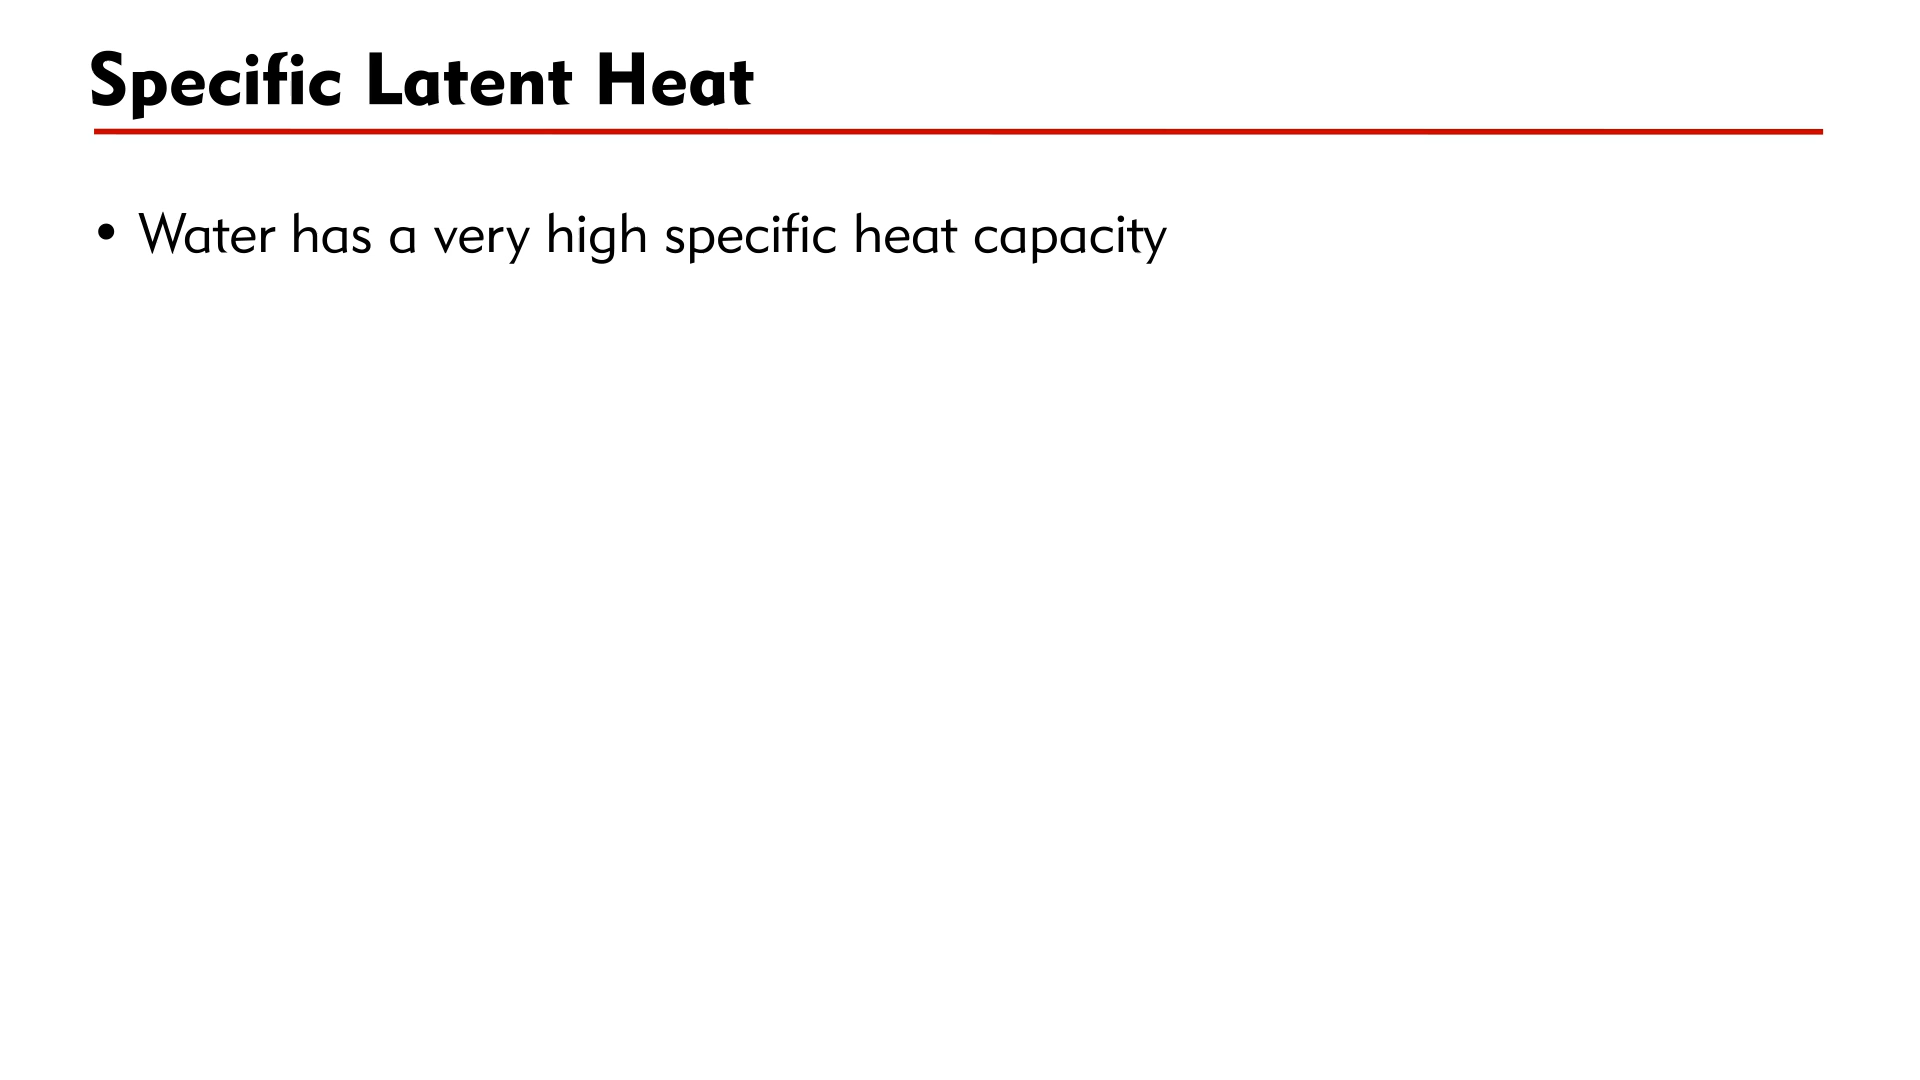 Specific Latent Heat
• Water has a very high specific heat capacity